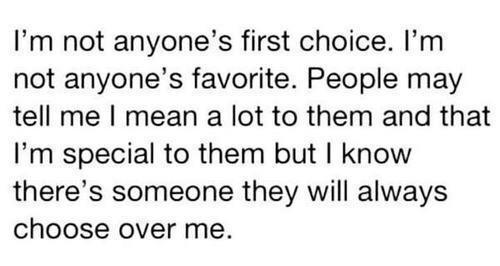 I’m not anyone’s first choice. I’m
not anyone’s favorite. People may
tell me I mean a lot to them and that
I’m special to them but I know
there’s someone they will always
choose over me.